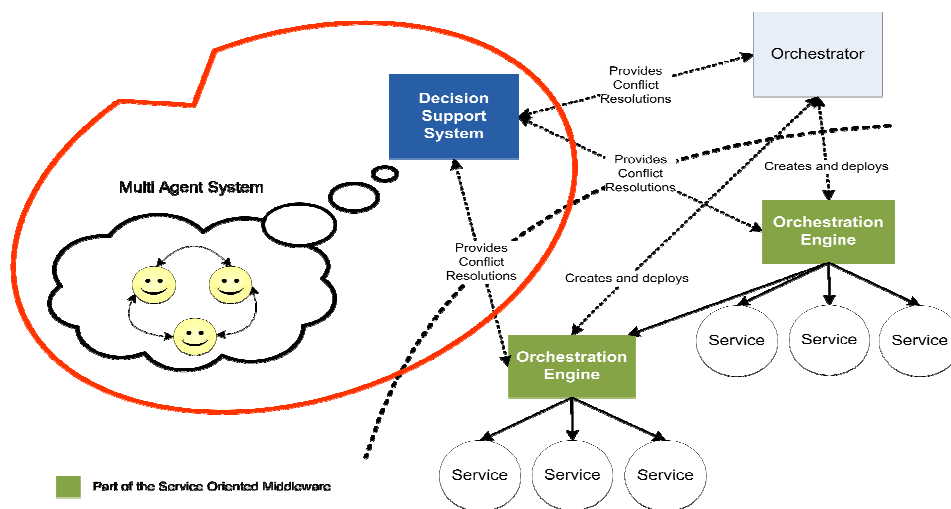 Orchestrator
Provides
Conflict
Resolutions
Decision
Support
System
Provides
Conflict
Resolutions
Creates and deploys
Multi Agent System
Orchestration
Engine
Provides
Conflict
Resolutions
Creates and deploys
Service
Service
Service
Orchestration
Engine
Service
Service
Service
Part of the Service Oriented Middleware